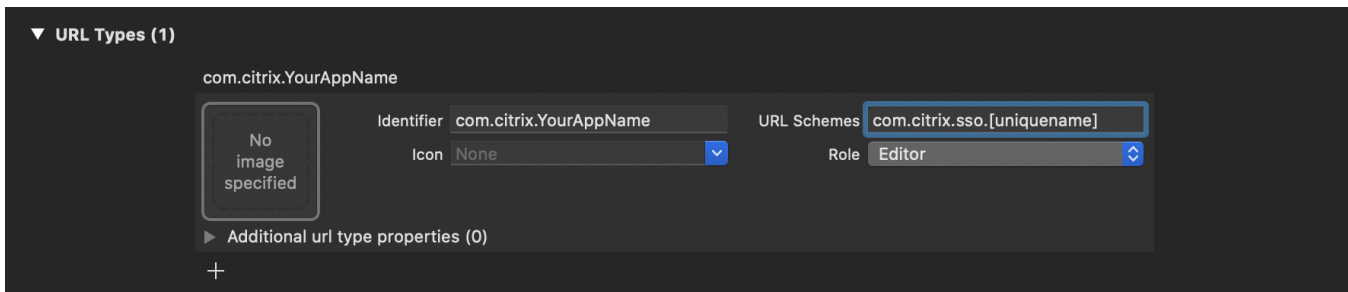 URL Types (1)
com.citrix.YourAppName
No
image
specified
Identifier com.citrix.YourAppName
URL Schemes com.citrix.sso.[uniquename]
Icon None
Role Editor
Additional url type properties (0)